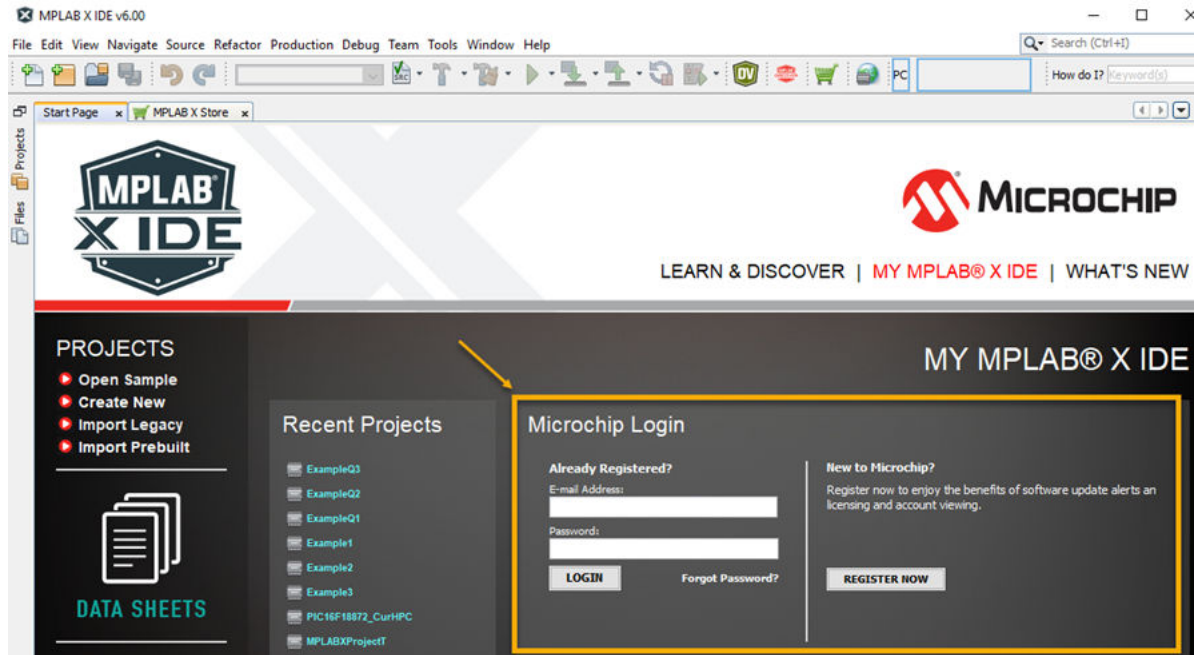 MPLAB X IDE v6.00
File Edit View Navigate Source Refactor Production Debug Team Tools Window Help
Search (Ctrl+I)
PC
How do I? Keyword(s)
Start Page
MPLAB X Store
Projects
Files
MPLAB®
X IDE
MICROCHIP
LEARN & DISCOVER | MY MPLAB® X IDE | WHAT'S NEW
MY MPLAB® X IDE
PROJECTS
Open Sample
Create New
Import Legacy
Import Prebuilt
DATA SHEETS
Recent Projects
ExampleQ3
ExampleQ2
ExampleQ1
Example1
Example2
Example3
PIC16F18872_CurHPC
MPLABXProjectT
Microchip Login
Already Registered?
E-mail Address:
Password:
LOGIN
Forgot Password?
New to Microchip?
Register now to enjoy the benefits of software update alerts an
licensing and account viewing.
REGISTER NOW